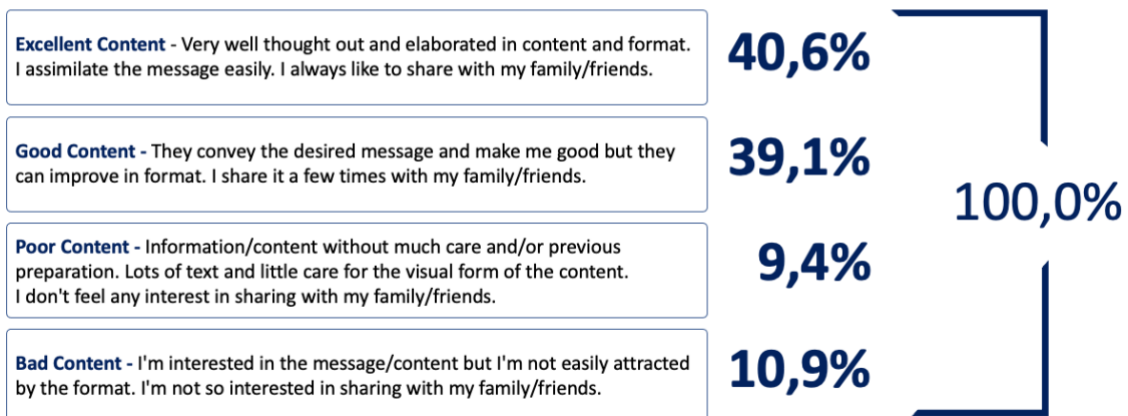 Excellent Content - Very well thought out and elaborated in content and format.
I assimilate the message easily. I always like to share with my family/friends.
40,6%
Good Content - They convey the desired message and make me good but they
can improve in format. I share it a few times with my family/friends.
39,1%
100,0%
Poor Content - Information/content without much care and/or previous
preparation. Lots of text and little care for the visual form of the content.
I don't feel any interest in sharing with my family/friends.
9,4%
Bad Content - I'm interested in the message/content but I'm not easily attracted
by the format. I'm not so interested in sharing with my family/friends.
10,9%